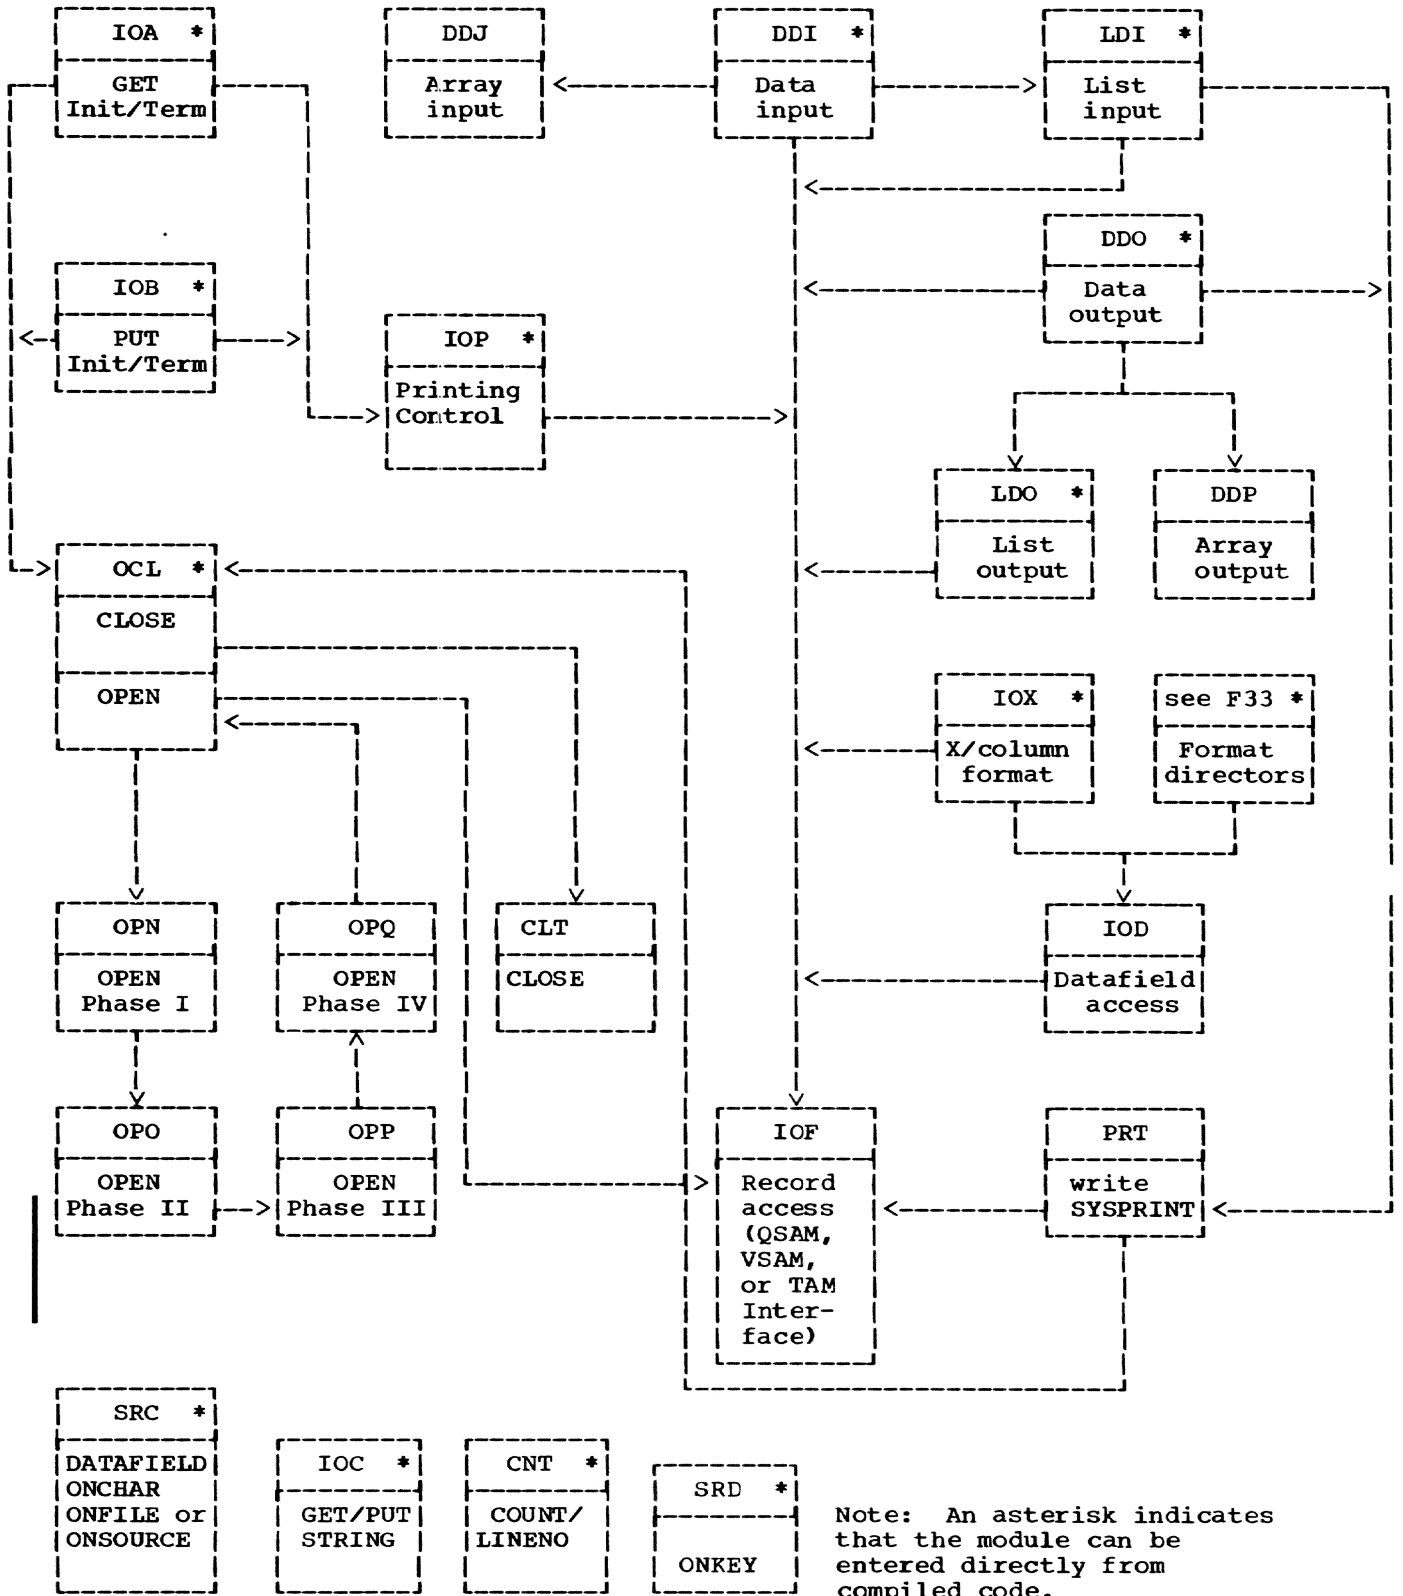 IOA *
GET
Init/Term
DDJ
Array
input
DDI *
Data
input
LDI *
List
input
DDO *
Data
output
IOB *
PUT
Init/Term
IOP *
Printing
Control
LDO *
List
output
DDP
Array
output
OCL *
CLOSE
OPEN
IOX *
X/column
format
see F33 *
Format
directors
OPN
OPEN
Phase I
OPQ
OPEN
Phase IV
CLT
CLOSE
IOD
Datafield
access
OPO
OPEN
Phase II
OPP
OPEN
Phase III
IOF
Record
access
(QSAM,
VSAM,
or TAM
Inter-
face)
PRT
write
SYSPRINT
SRC *
DATAFIELD
ONCHAR
ONFILE or
ONSOURCE
IOC *
GET/PUT
STRING
CNT *
COUNT/
LINENO
SRD *
ONKEY
Note: An asterisk indicates
that the module can be
entered directly from
compiled code.